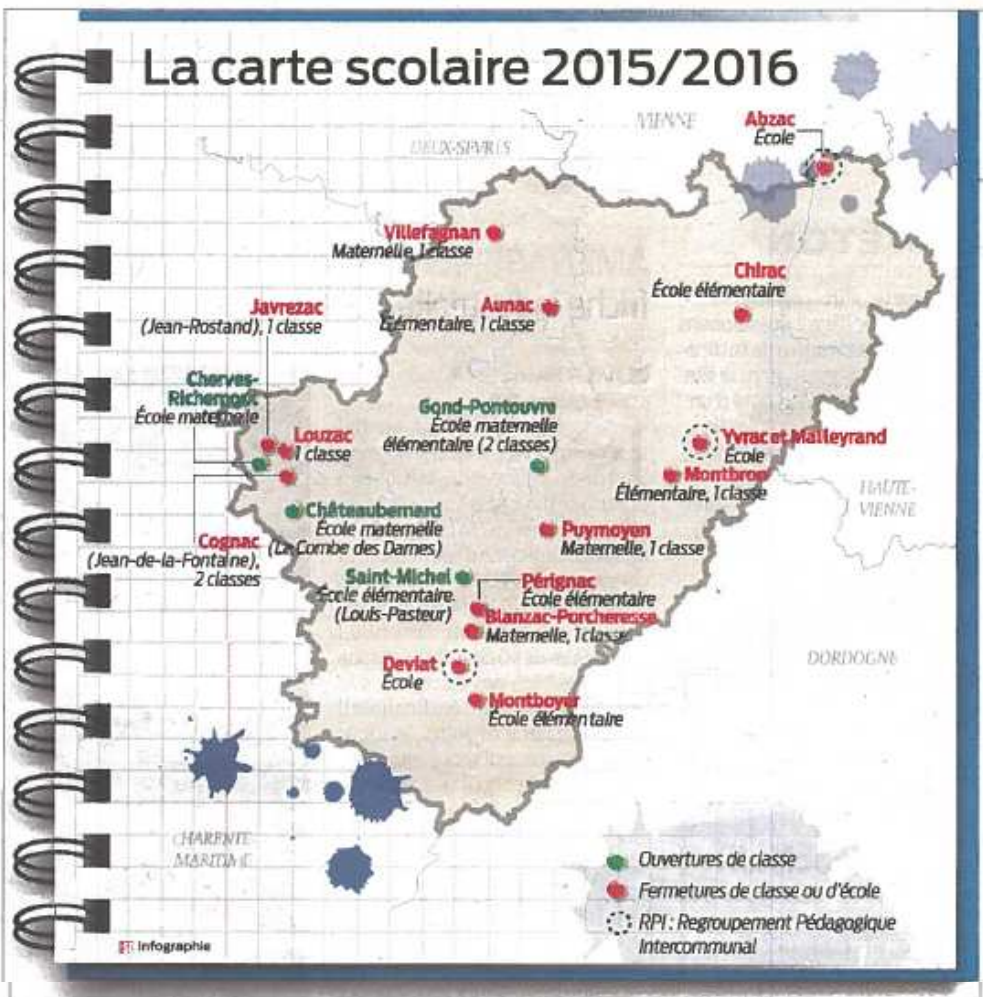 La carte scolaire 2015/2016
VIENNE
DEUX-SEVRES
Abzac
École
Villefagnan
Maternelle, 1 classe
Chirac
École élémentaire
Javrezac
(Jean-Rostand), 1 classe
Aunac
Élémentaire, 1 classe
Cherves-
Richemont
École maternelle
Gond-Pontouvre
École maternelle
élémentaire (2 classes)
Louzac
1 classe
Yvrac et Malleyrand
École
Montbron
Élémentaire, 1 classe
HAUTE-
VIENNE
Châteaubernard
École maternelle
(La Combe des Dames)
Cognac
(Jean-de-la-Fontaine),
2 classes
Puymoyen
Maternelle, 1 classe
Saint-Michel
École élémentaire
(Louis-Pasteur)
Pérignac
École élémentaire
Blanzac-Porcheresse
Maternelle, 1 classe
Deviat
École
DORDOGNE
Montboyer
École élémentaire
CHARENTE
MARITIME
Ouvertures de classe
Fermetures de classe ou d'école
RPI : Regroupement Pédagogique
Intercommunal
Infographie